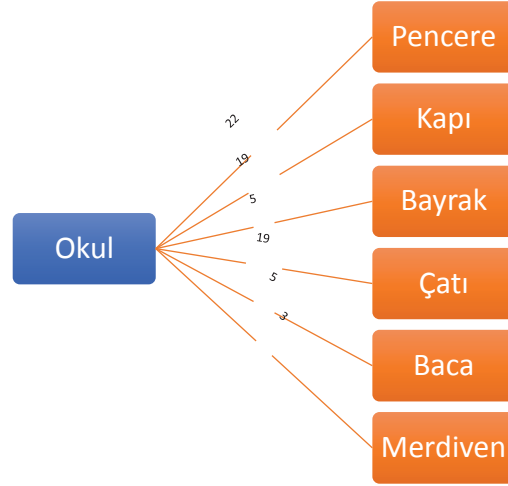 Pencere
22
Kapı
19
Bayrak
5
Okul
19
Çatı
5
Baca
3
Merdiven